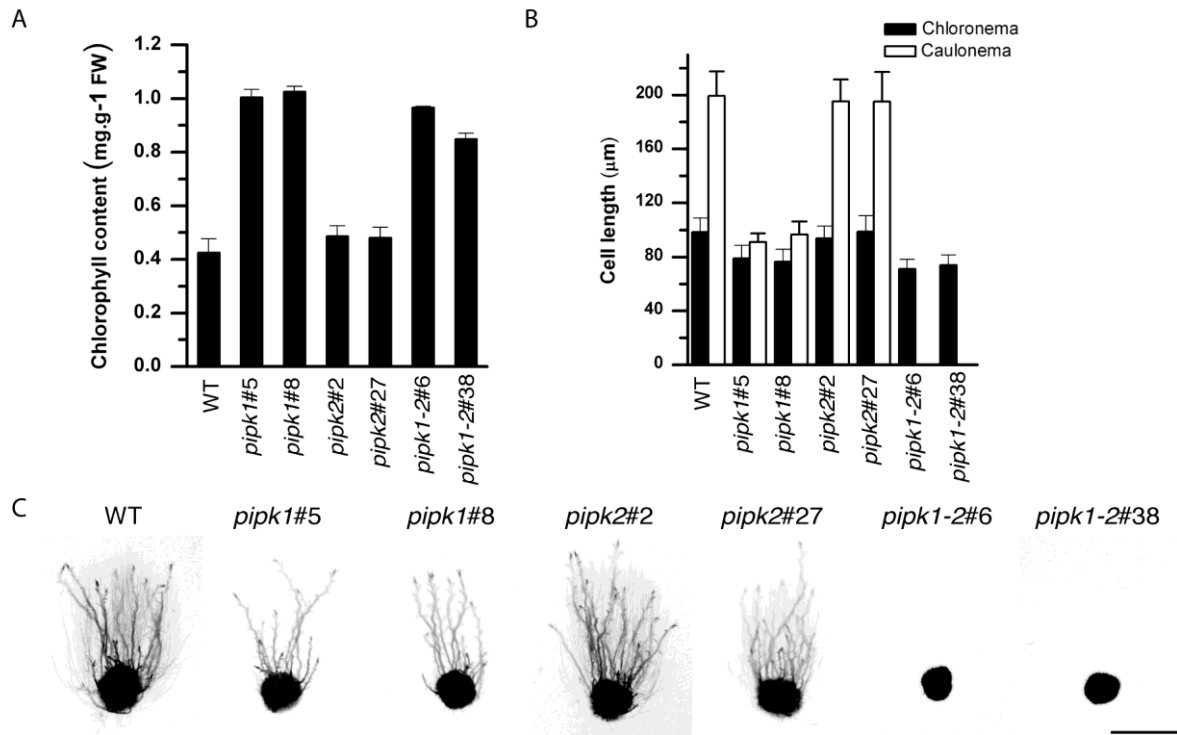 A
Chlorophyll content (mg.g-1 FW)
1.2
1.0
0.8
0.6
0.4
0.2
0.0
WT
pipk1#5
pipk1#8
pipk2#2
pipk2#27
pipk1-2#6
pipk1-2#38
B
Chloronema
Caulonema
Cell length (μm)
200
160
120
80
40
0
WT
pipk1#5
pipk1#8
pipk2#2
pipk2#27
pipk1-2#6
pipk1-2#38
C
WT pipk1#5 pipk1#8 pipk2#2 pipk2#27 pipk1-2#6 pipk1-2#38